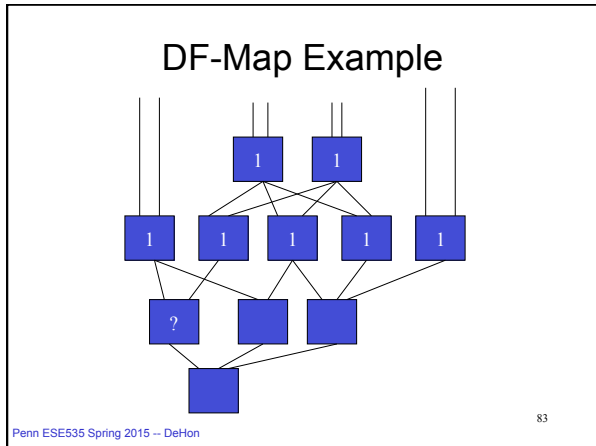 DF-Map Example
1 1
1 1 1 1 1
?
83
Penn ESE535 Spring 2015 -- DeHon